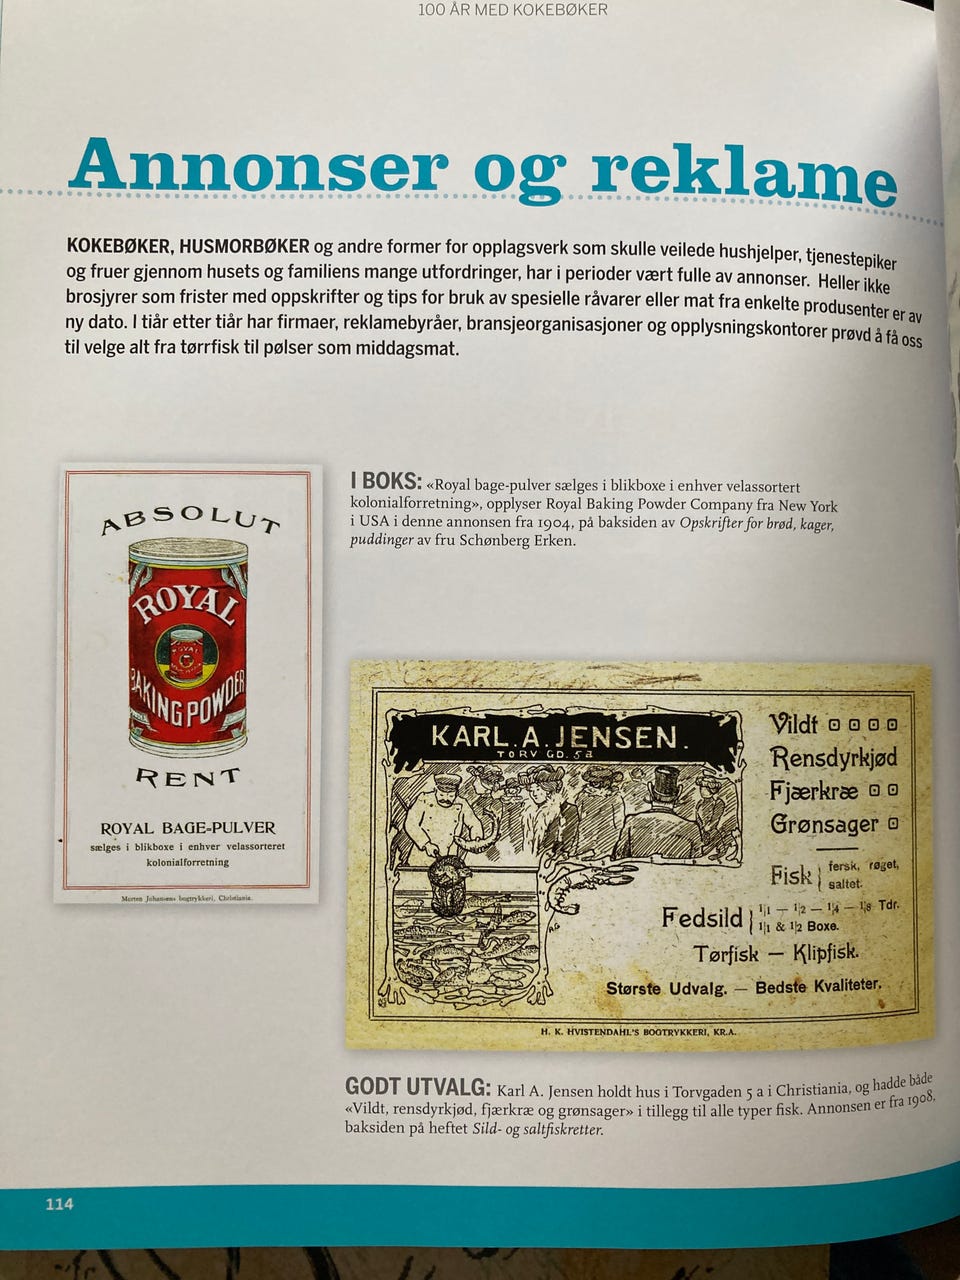 100 ÅR MED KOKEBØKER
Annonser og reklame
KOKEBØKER, HUSMORBØKER og andre former for opplagsverk som skulle veilede hushjelper, tjenestepiker
og fruer gjennom husets og familiens mange utfordringer, har i perioder vært fulle av annonser. Heller ikke
brosjyrer som frister med oppskrifter og tips for bruk av spesielle råvarer eller mat fra enkelte produsenter er av
ny dato. I tiår etter tiår har firmaer, reklamebyråer, bransjeorganisasjoner og opplysningskontorer prøvd å få oss
til velge alt fra tørrfisk til pølser som middagsmat.
ABSOLUT
ROYAL
BAKING POWDER
RENT
ROYAL BAGE=PULVER
sælges i blikboxe i enhver velassorteret
kolonialforretning
Morten Johansens bogtrykkeri, Christiania.
I BOKS: «Royal bage-pulver sælges i blikboxe i enhver velassortert
kolonialforretning», opplyser Royal Baking Powder Company fra New York
i USA i denne annonsen fra 1904, på baksiden av Opskrifter for brød, kager,
puddinger av fru Schønberg Erken.
KARL.A.JENSEN.
TORV GD. 5a
Vildt
Rensdyrkjød
Fjærkræ
Grønsager
Fisk fersk, røget,
saltet.
Fedsild 1/1 — 1/2 — 1/4 — 1/8 Tdr.
1/1 & 1/2 Boxe.
Tørfisk — Klipfisk.
Største Udvalg. — Bedste Kvaliteter.
H. K. HVISTENDAHL'S BOGTRYKKERI, KR.A.
GODT UTVALG: Karl A. Jensen holdt hus i Torvgaden 5 a i Christiania, og hadde både
«Vildt, rensdyrkjød, fjærkræ og grønsager» i tillegg til alle typer fisk. Annonsen er fra 1908,
baksiden på heftet Sild- og saltfiskretter.
114